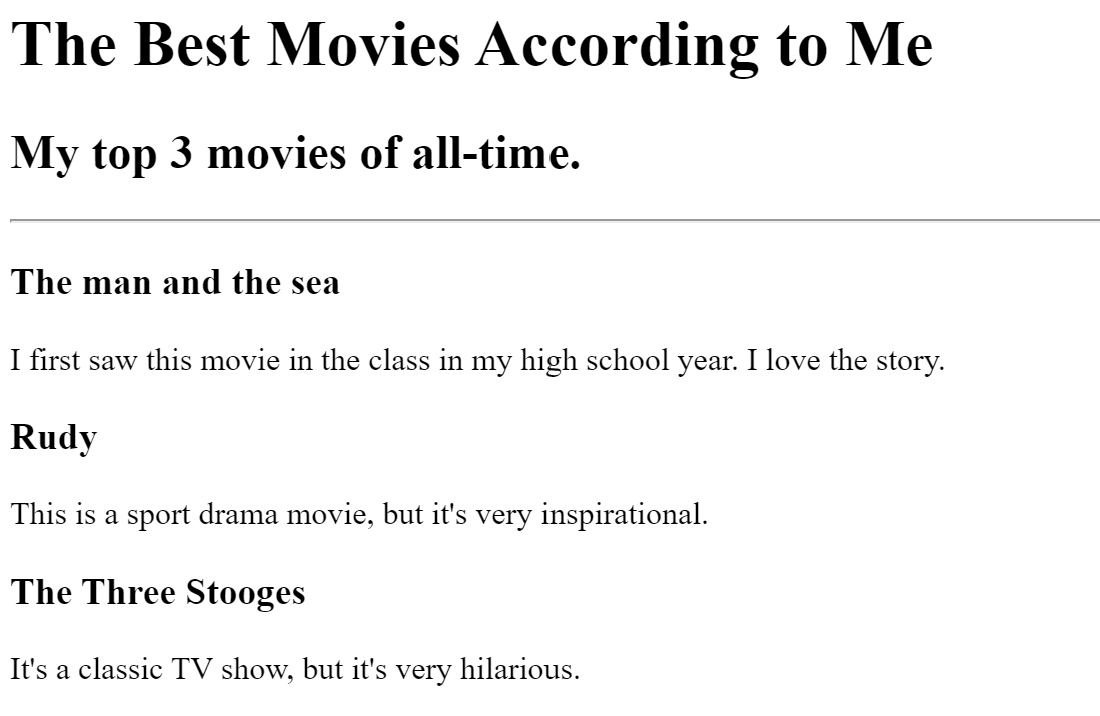 The Best Movies According to Me
My top 3 movies of all-time.
The man and the sea
I first saw this movie in the class in my high school year. I love the story.
Rudy
This is a sport drama movie, but it's very inspirational.
The Three Stooges
It's a classic TV show, but it's very hilarious.